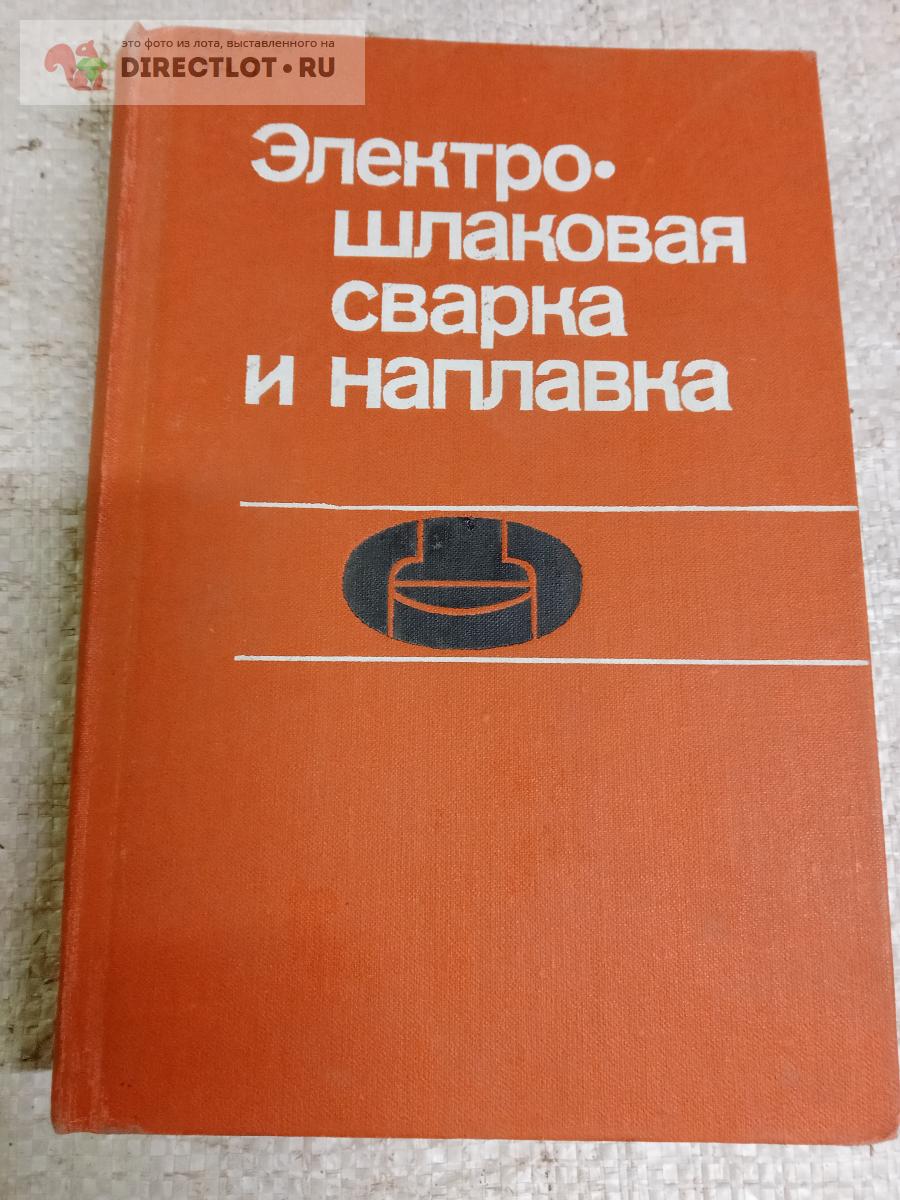 это фото из лота, выставленного на
DIRECTLOT•RU
Электро-
шлаковая
сварка
и наплавка